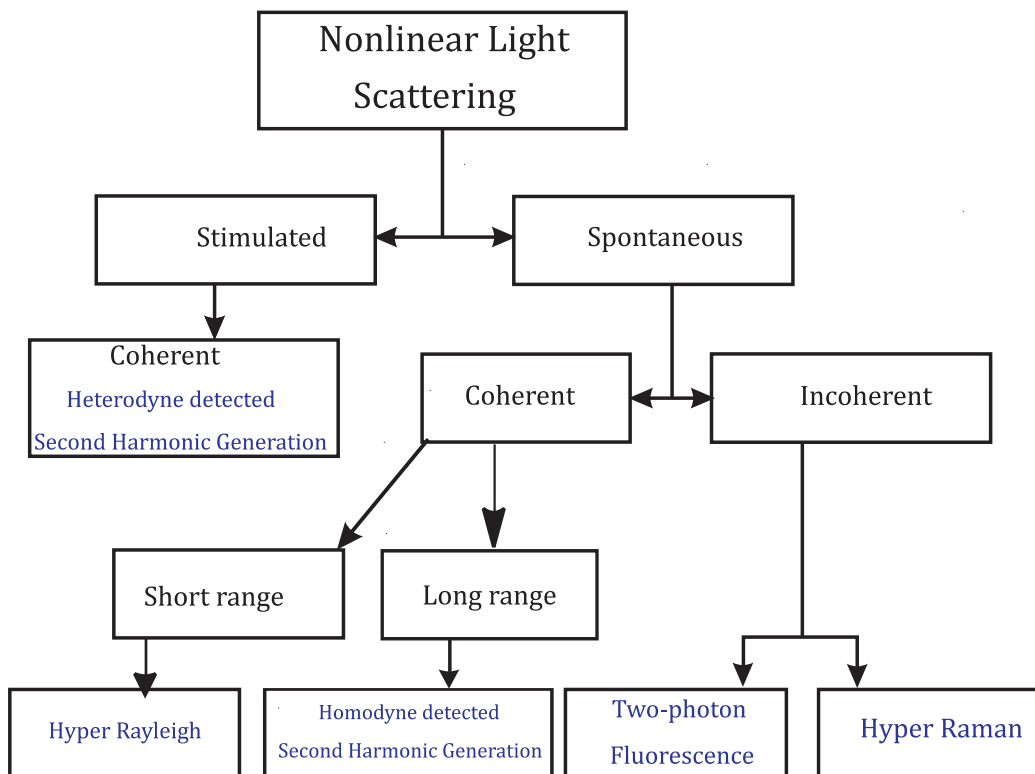 Nonlinear Light
Scattering
Stimulated
Spontaneous
Coherent
Heterodyne detected
Second Harmonic Generation
Coherent
Incoherent
Short range
Long range
Hyper Rayleigh
Homodyne detected
Second Harmonic Generation
Two-photon
Fluorescence
Hyper Raman